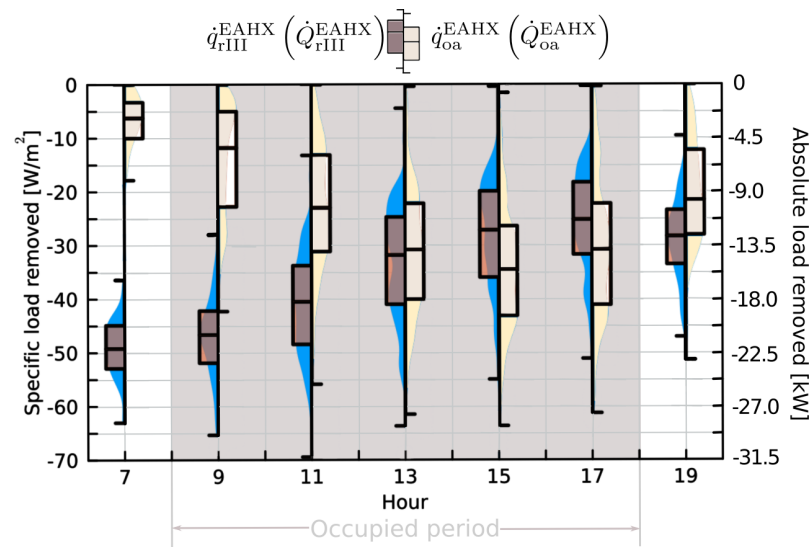 q̇_rIII^EAHX (Q̇_rIII^EAHX) q̇_oa^EAHX (Q̇_oa^EAHX)
Specific load removed [W/m²]
0
-10
-20
-30
-40
-50
-60
-70
0
-4.5
-9.0
-13.5
-18.0
-22.5
-27.0
-31.5
Absolute load removed [kW]
7 9 11 13 15 17 19
Hour
Occupied period